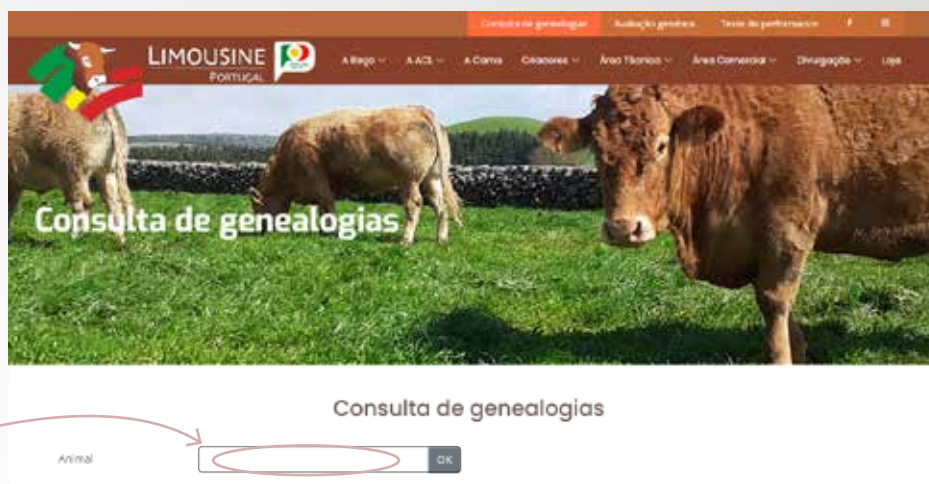 Consulta de genealogias Avaliação genética Teste de performance f
LIMOUSINE
PORTUGAL
A Raça A ACL A Carne Criadores Área Técnica Área Comercial Divulgação Loja
Consulta de genealogias
Consulta de genealogias
Animal OK